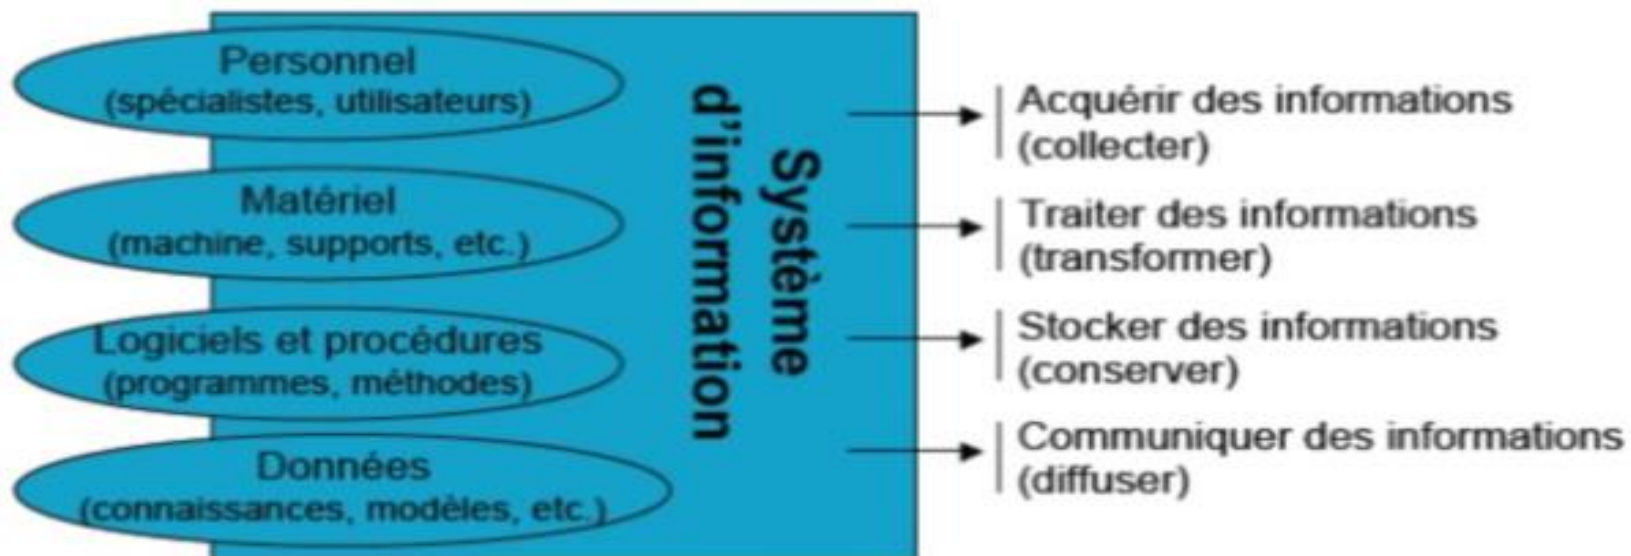 Personnel
(spécialistes, utilisateurs)
Matériel
(machine, supports, etc.)
Logiciels et procédures
(programmes, méthodes)
Données
(connaissances, modèles, etc.)
Système
d'information
Acquérir des informations
(collecter)
Traiter des informations
(transformer)
Stocker des informations
(conserver)
Communiquer des informations
(diffuser)